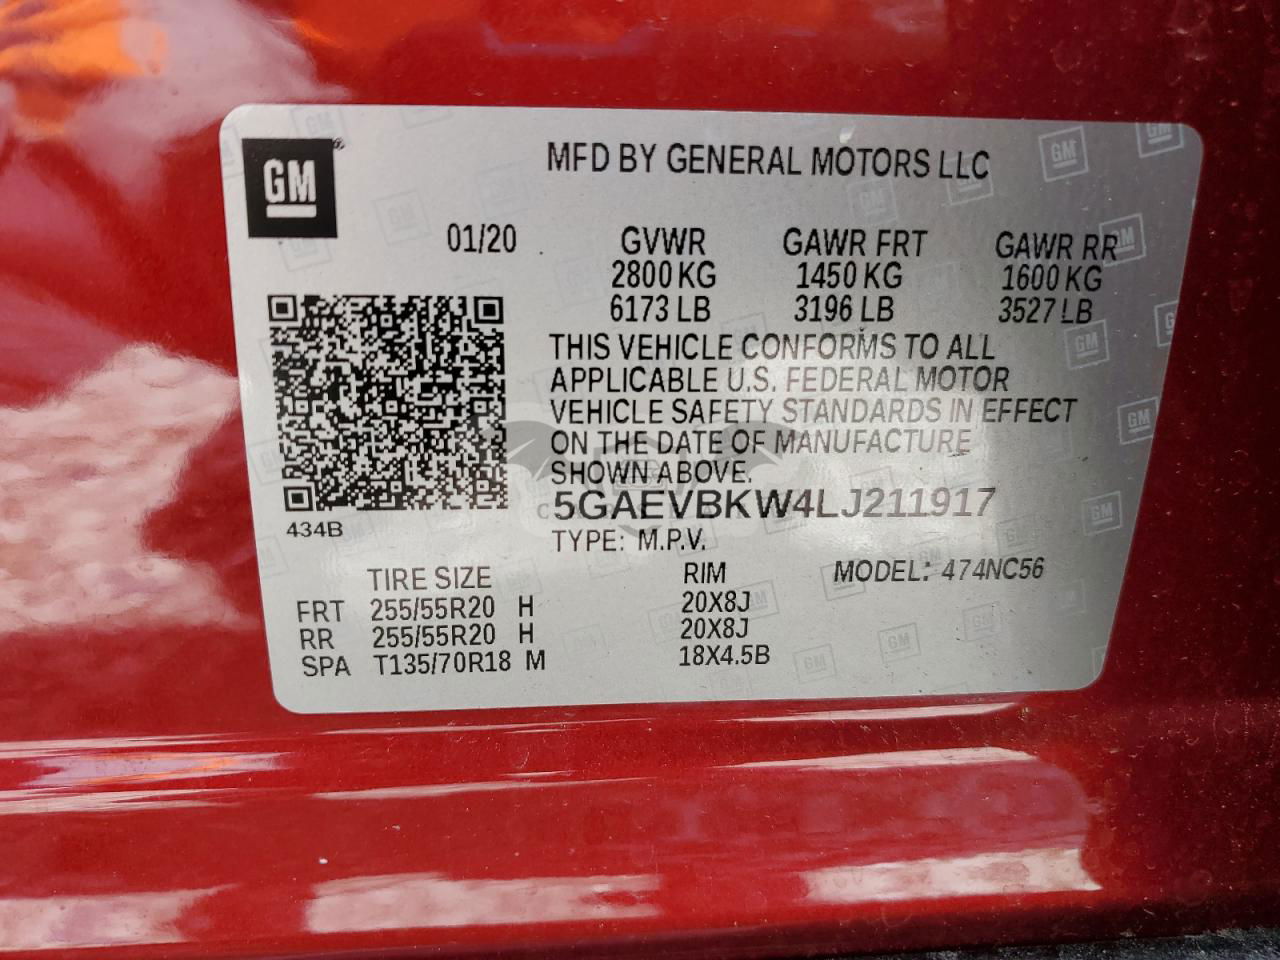 GM
MFD BY GENERAL MOTORS LLC
01/20 GVWR GAWR FRT GAWR RR
2800 KG 1450 KG 1600 KG
6173 LB 3196 LB 3527 LB
THIS VEHICLE CONFORMS TO ALL
APPLICABLE U.S. FEDERAL MOTOR
VEHICLE SAFETY STANDARDS IN EFFECT
ON THE DATE OF MANUFACTURE
SHOWN ABOVE.
5GAEVBKW4LJ211917
434B
TYPE: M.P.V.
TIRE SIZE RIM MODEL: 474NC56
FRT 255/55R20 H 20X8J
RR 255/55R20 H 20X8J
SPA T135/70R18 M 18X4.5B